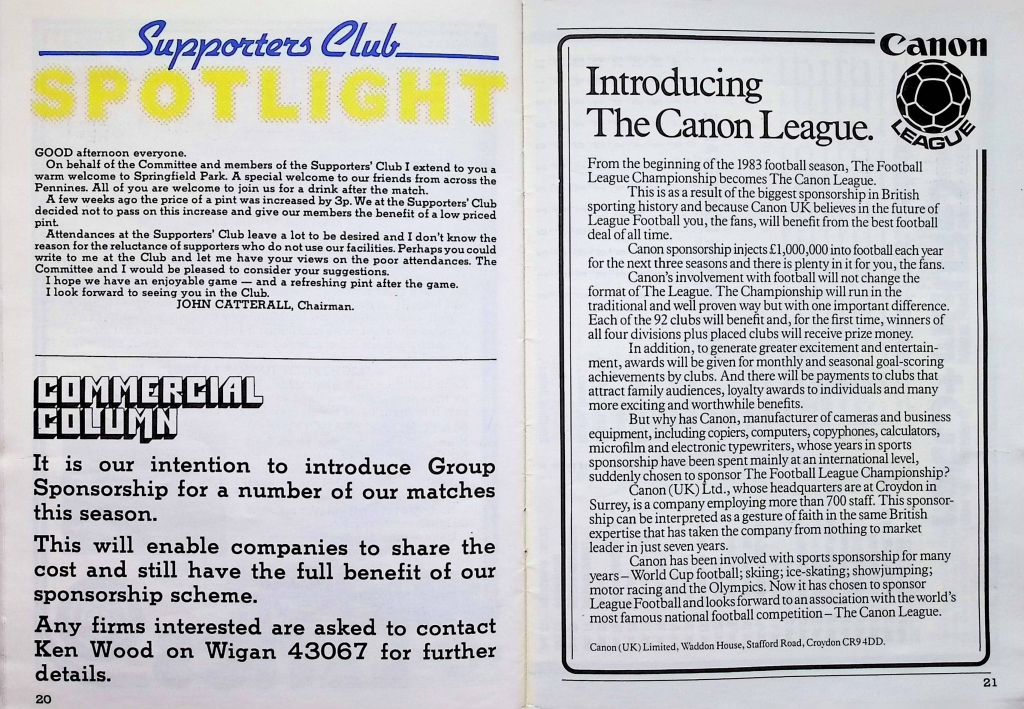 Supporters Club
SPOTLIGHT
GOOD afternoon everyone.
On behalf of the Committee and members of the Supporters' Club I extend to you a
warm welcome to Springfield Park. A special welcome to our friends from across the
Pennines. All of you are welcome to join us for a drink after the match.
A few weeks ago the price of a pint was increased by 3p. We at the Supporters' Club
decided not to pass on this increase and give our members the benefit of a low priced
pint.
Attendances at the Supporters' Club leave a lot to be desired and I don't know the
reason for the reluctance of supporters who do not use our facilities. Perhaps you could
write to me at the Club and let me have your views on the poor attendances. The
Committee and I would be pleased to consider your suggestions.
I hope we have an enjoyable game — and a refreshing pint after the game.
I look forward to seeing you in the Club.
JOHN CATTERALL, Chairman.
COMMERCIAL
COLUMN
It is our intention to introduce Group
Sponsorship for a number of our matches
this season.
This will enable companies to share the
cost and still have the full benefit of our
sponsorship scheme.
Any firms interested are asked to contact
Ken Wood on Wigan 43067 for further
details.
20
Canon
LEAGUE
Introducing
The Canon League.
From the beginning of the 1983 football season, The Football
League Championship becomes The Canon League.
This is as a result of the biggest sponsorship in British
sporting history and because Canon UK believes in the future of
League Football you, the fans, will benefit from the best football
deal of all time.
Canon sponsorship injects £1,000,000 into football each year
for the next three seasons and there is plenty in it for you, the fans.
Canon's involvement with football will not change the
format of The League. The Championship will run in the
traditional and well proven way but with one important difference.
Each of the 92 clubs will benefit and, for the first time, winners of
all four divisions plus placed clubs will receive prize money.
In addition, to generate greater excitement and entertain-
ment, awards will be given for monthly and seasonal goal-scoring
achievements by clubs. And there will be payments to clubs that
attract family audiences, loyalty awards to individuals and many
more exciting and worthwhile benefits.
But why has Canon, manufacturer of cameras and business
equipment, including copiers, computers, copyphones, calculators,
microfilm and electronic typewriters, whose years in sports
sponsorship have been spent mainly at an international level,
suddenly chosen to sponsor The Football League Championship?
Canon (UK) Ltd., whose headquarters are at Croydon in
Surrey, is a company employing more than 700 staff. This sponsor-
ship can be interpreted as a gesture of faith in the same British
expertise that has taken the company from nothing to market
leader in just seven years.
Canon has been involved with sports sponsorship for many
years – World Cup football; skiing; ice-skating; showjumping;
motor racing and the Olympics. Now it has chosen to sponsor
League Football and looks forward to an association with the world's
most famous national football competition – The Canon League.
Canon (UK) Limited, Waddon House, Stafford Road, Croydon CR9 4DD.
21